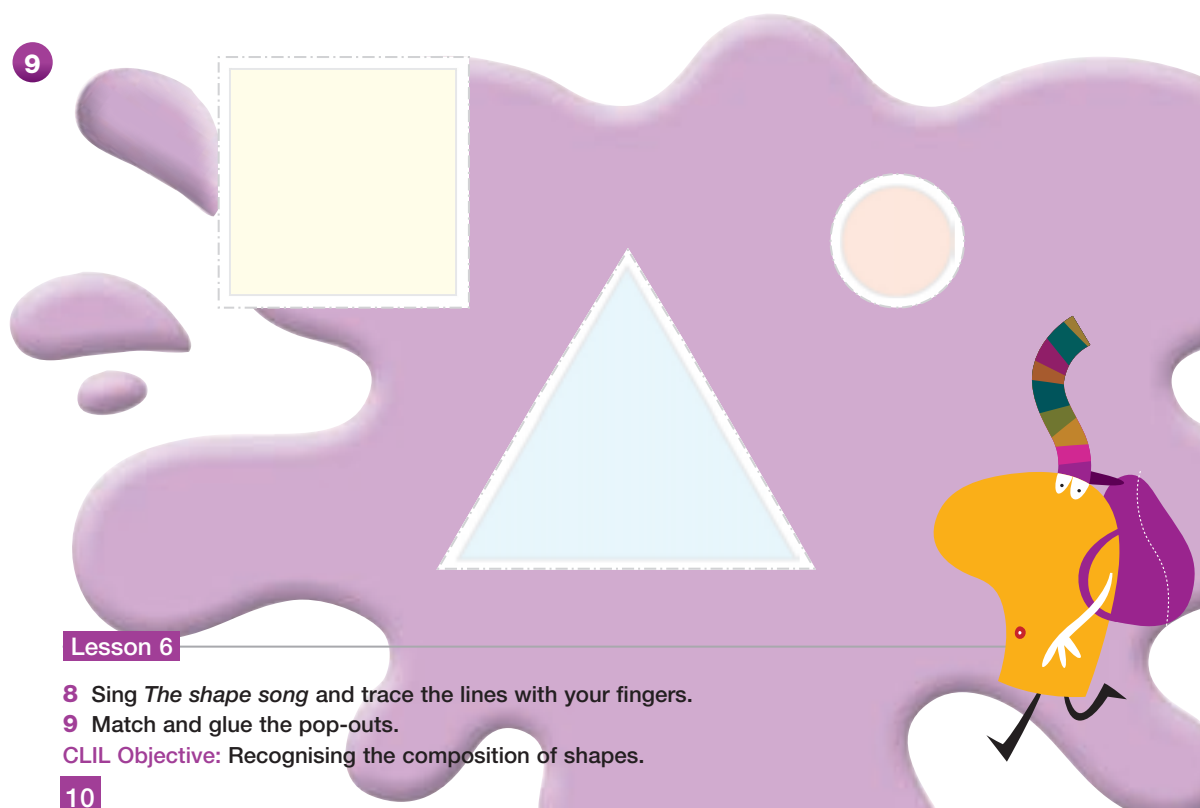 9
Lesson 6
8 Sing The shape song and trace the lines with your fingers.
9 Match and glue the pop-outs.
CLIL Objective: Recognising the composition of shapes.
10